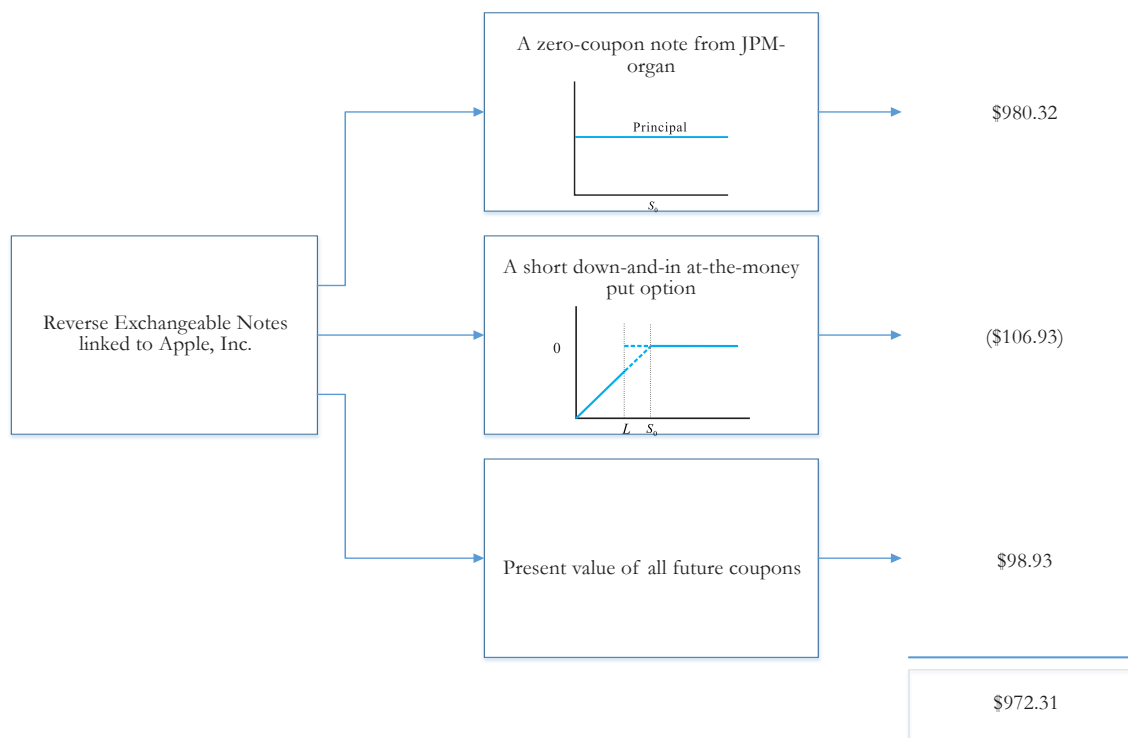 A zero-coupon note from JPM-
organ
Principal
S₀
$980.32
Reverse Exchangeable Notes
linked to Apple, Inc.
A short down-and-in at-the-money
put option
0
L S₀
($106.93)
Present value of all future coupons
$98.93
$972.31